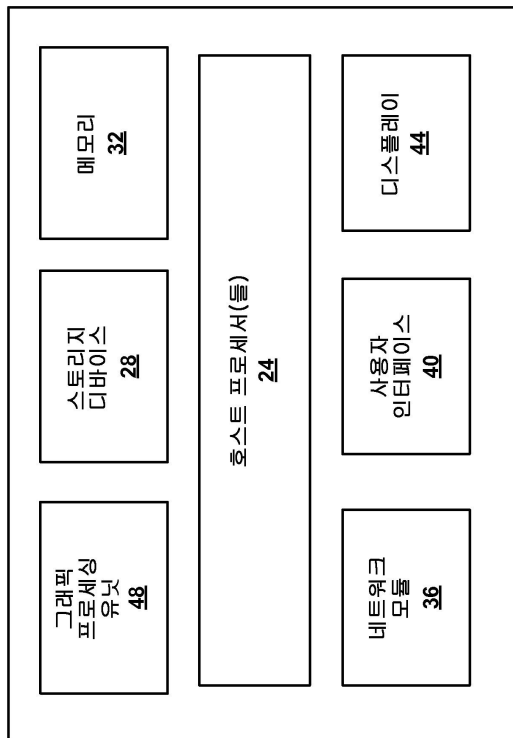 그래픽
프로세싱
유닛
48
스토리지
디바이스
28
메모리
32
호스트 프로세서(들)
24
네트워크
모듈
36
사용자
인터페이스
40
디스플레이
44